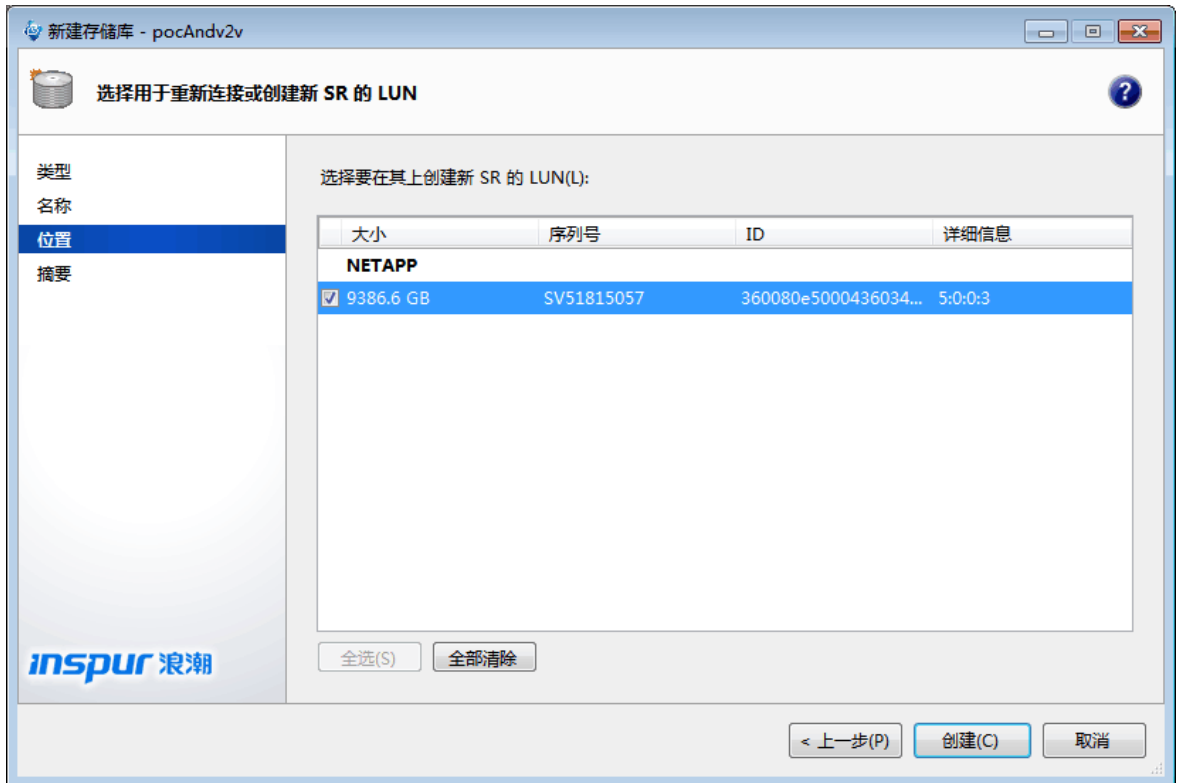 新建存储库 - pocAndv2v
选择用于重新连接或创建新 SR 的 LUN
?
类型
名称
位置
摘要
选择要在其上创建新 SR 的 LUN(L):
大小 序列号 ID 详细信息
NETAPP
9386.6 GB SV51815057 360080e5000436034... 5:0:0:3
inspur 浪潮
全选(S) 全部清除
< 上一步(P) 创建(C) 取消